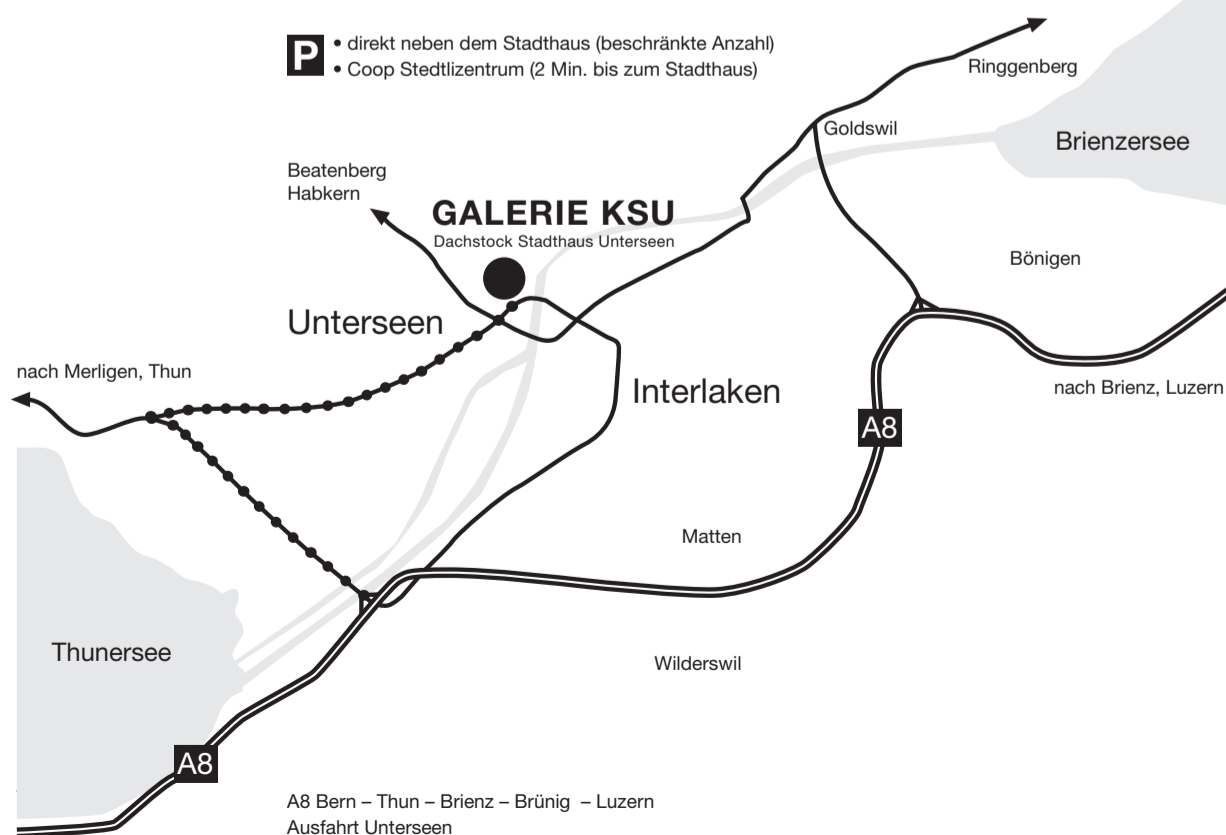 P
• direkt neben dem Stadthaus (beschränkte Anzahl)
• Coop Stedtlizentrum (2 Min. bis zum Stadthaus)
Ringgenberg
Goldswil
Brienzersee
Beatenberg
Habkern
GALERIE KSU
Dachstock Stadthaus Unterseen
Bönigen
Unterseen
nach Merligen, Thun
Interlaken
nach Brienz, Luzern
A8
Matten
Thunersee
Wilderswil
A8
A8 Bern – Thun – Brienz – Brünig – Luzern
Ausfahrt Unterseen